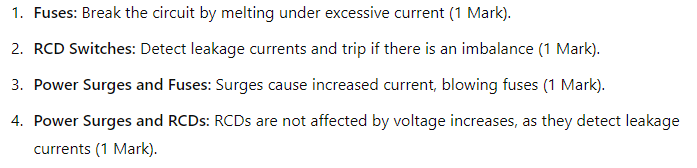 1. Fuses: Break the circuit by melting under excessive current (1 Mark).
2. RCD Switches: Detect leakage currents and trip if there is an imbalance (1 Mark).
3. Power Surges and Fuses: Surges cause increased current, blowing fuses (1 Mark).
4. Power Surges and RCDs: RCDs are not affected by voltage increases, as they detect leakage
currents (1 Mark).